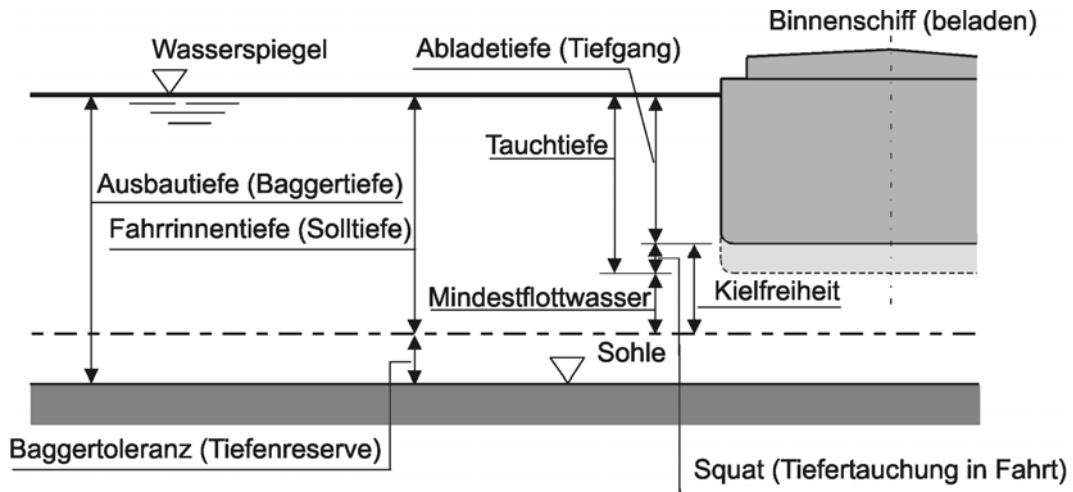 Binnenschiff (beladen)
Wasserspiegel
Abladetiefe (Tiefgang)
Tauchtiefe
Ausbautiefe (Baggertiefe)
Fahrrinnentiefe (Solltiefe)
Mindestflottwasser
Kielfreiheit
Sohle
Baggertoleranz (Tiefenreserve)
Squat (Tiefertauchung in Fahrt)